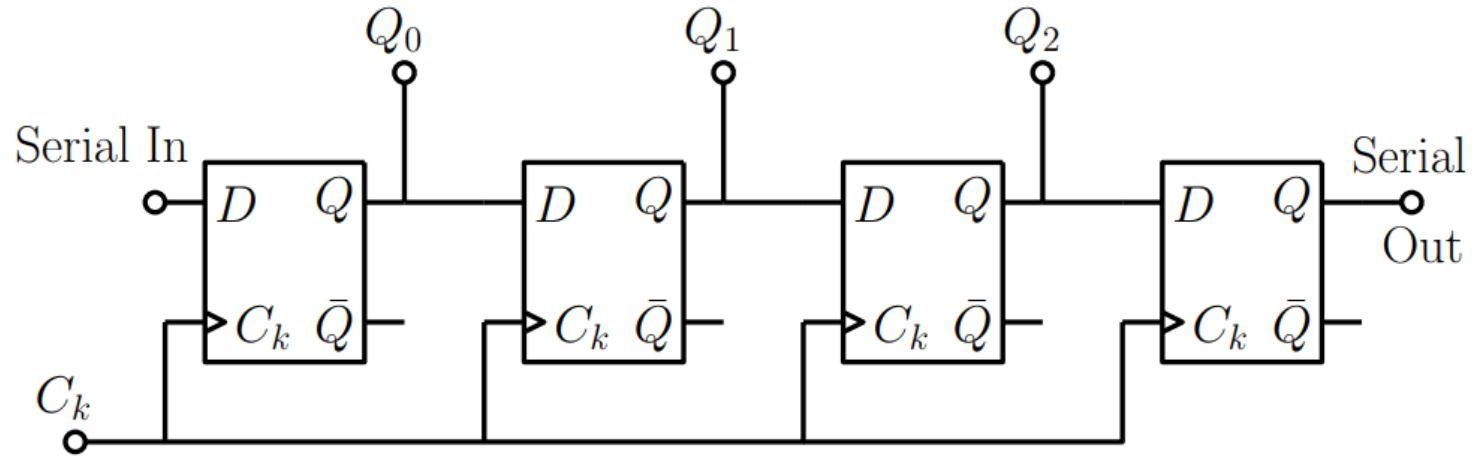 Q₀ Q₁ Q₂
Serial In
Serial
Out
D Q D Q D Q D Q
Cₖ Q̄ Cₖ Q̄ Cₖ Q̄ Cₖ Q̄
Cₖ